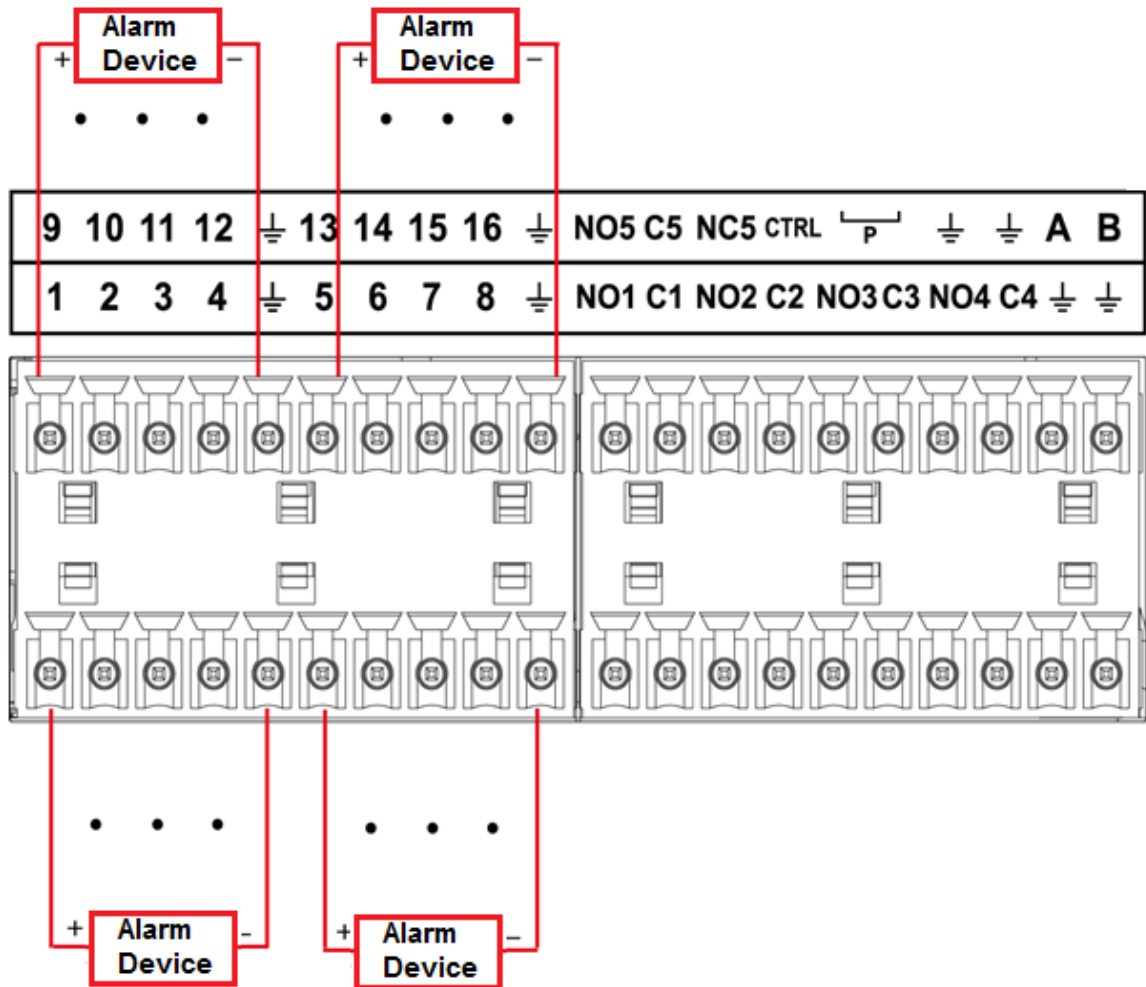 Alarm
Device
+ −
Alarm
Device
+ −
9 10 11 12 ⏚ 13 14 15 16 ⏚ NO5 C5 NC5 CTRL P ⏚ ⏚ A B
1 2 3 4 ⏚ 5 6 7 8 ⏚ NO1 C1 NO2 C2 NO3 C3 NO4 C4 ⏚ ⏚
+ −
Alarm
Device
+ −
Alarm
Device